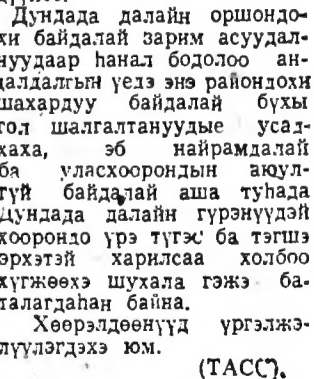 Дундада далайн оршондо-
хи байдалай зарим асуудал-
нуудаар һанал бодолоо ан-
далдалгын үедэ энэ районdохи
шахардуу байдалай бүхы
гол шалгалтануудые усад-
хаха, эб найрамдалай
ба уласхоорондын аюул-
гүй байдалай аша туһада
Дундада далайн гүрэнүүдэй
хоорондо үрэ түгэс ба тэгшэ
эрхэтэй харилсаа холбоо
хүгжөөхэ шухала гэжэ ба-
талагдаһан байна.
Хөөрэлдөөнүүд үргэлжэ-
лүүлэгдэхэ юм.
(ТАСС).